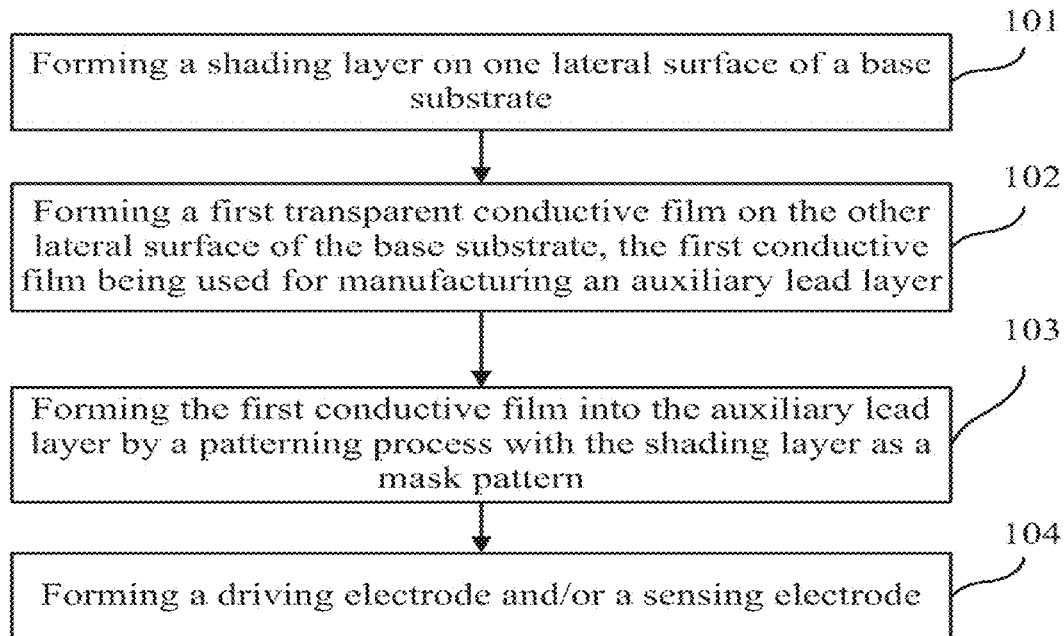 101
Forming a shading layer on one lateral surface of a base
substrate
102
Forming a first transparent conductive film on the other
lateral surface of the base substrate, the first conductive
film being used for manufacturing an auxiliary lead layer
103
Forming the first conductive film into the auxiliary lead
layer by a patterning process with the shading layer as a
mask pattern
104
Forming a driving electrode and/or a sensing electrode